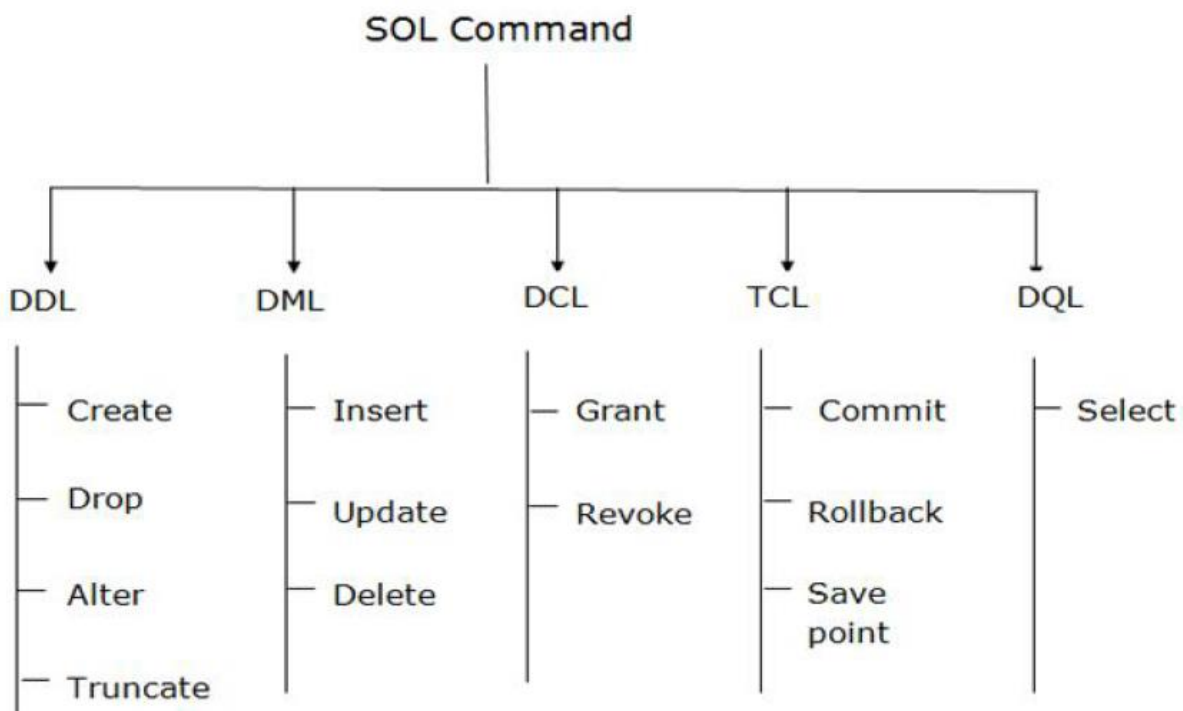 SOL Command
DDL
DML
DCL
TCL
DQL
Create
Drop
Alter
Truncate
Insert
Update
Delete
Grant
Revoke
Commit
Rollback
Save
point
Select